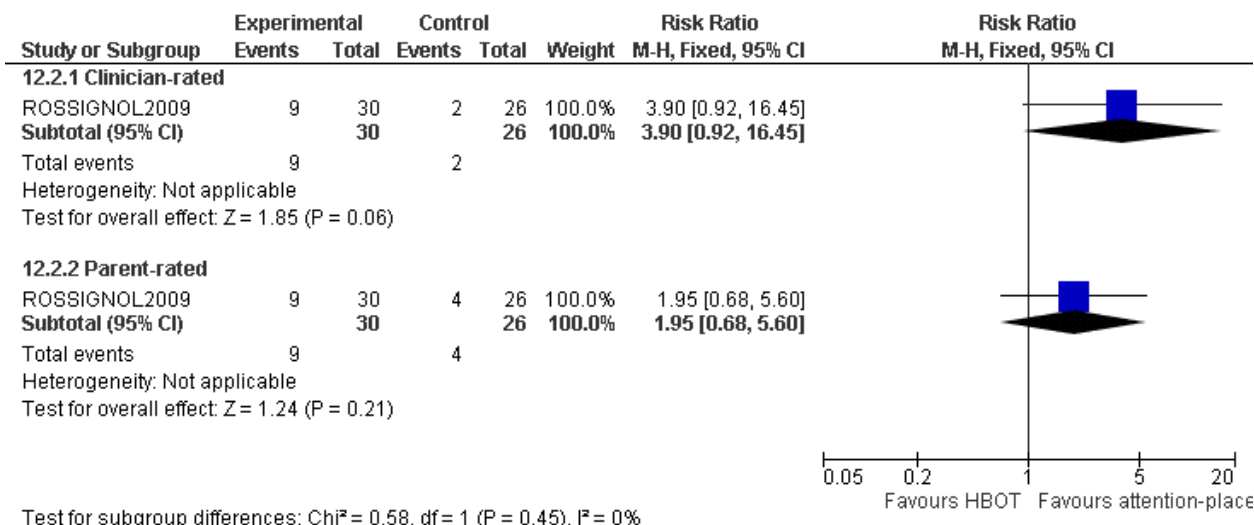 Experimental Control Risk Ratio Risk Ratio
Study or Subgroup Events Total Events Total Weight M-H, Fixed, 95% CI M-H, Fixed, 95% CI
12.2.1 Clinician-rated
ROSSIGNOL2009 9 30 2 26 100.0% 3.90 [0.92, 16.45]
Subtotal (95% CI) 30 26 100.0% 3.90 [0.92, 16.45]
Total events 9 2
Heterogeneity: Not applicable
Test for overall effect: Z = 1.85 (P = 0.06)
12.2.2 Parent-rated
ROSSIGNOL2009 9 30 4 26 100.0% 1.95 [0.68, 5.60]
Subtotal (95% CI) 30 26 100.0% 1.95 [0.68, 5.60]
Total events 9 4
Heterogeneity: Not applicable
Test for overall effect: Z = 1.24 (P = 0.21)
0.05 0.2 1 5 20
Favours HBOT Favours attention-place
Test for subgroup differences: Chi² = 0.58, df = 1 (P = 0.45), I² = 0%